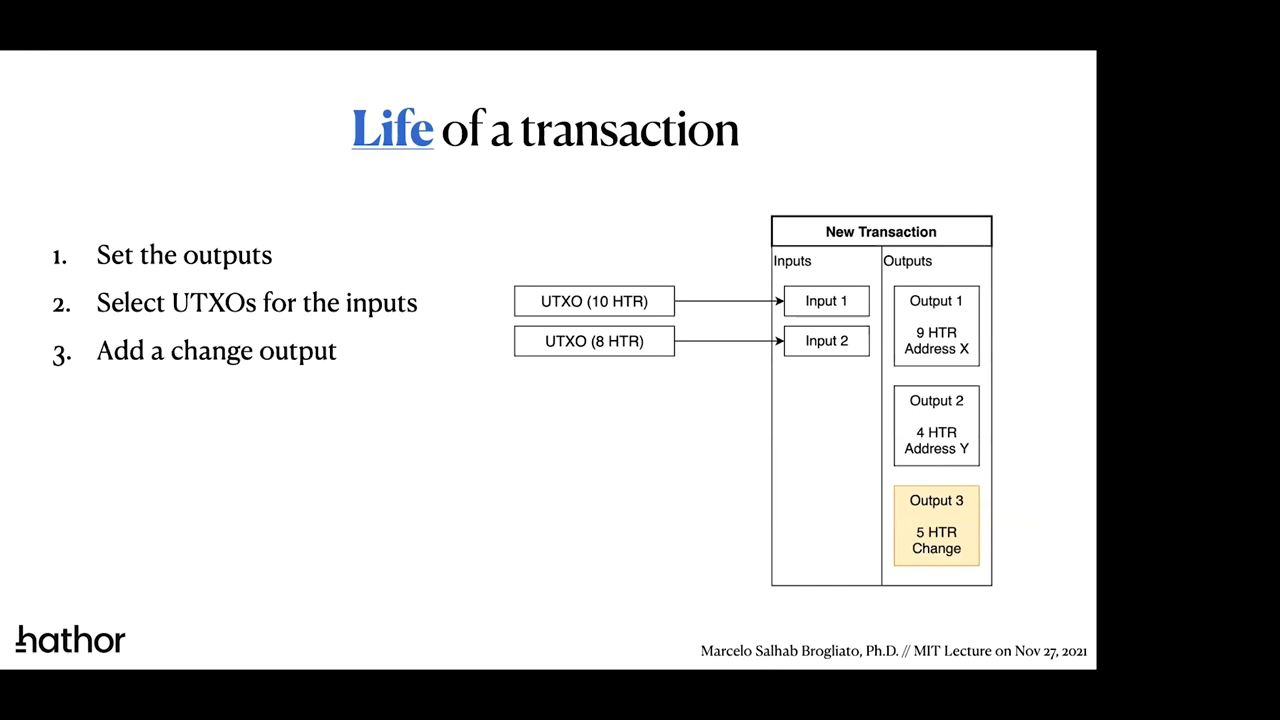 Life of a transaction
1. Set the outputs
2. Select UTXOs for the inputs
3. Add a change output
UTXO (10 HTR)
UTXO (8 HTR)
New Transaction
Inputs
Outputs
Input 1
Input 2
Output 1
9 HTR
Address X
Output 2
4 HTR
Address Y
Output 3
5 HTR
Change
hathor
Marcelo Salhab Brogliato, Ph.D. // MIT Lecture on Nov 27, 2021